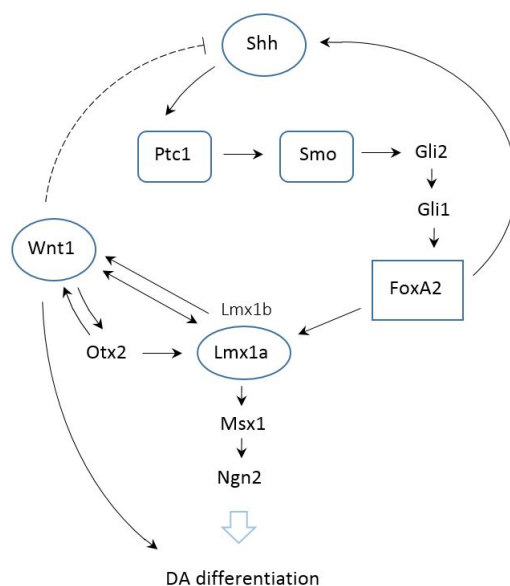 Shh
Ptc1
Smo
Gli2
Gli1
Wnt1
FoxA2
Lmx1b
Otx2
Lmx1a
Msx1
Ngn2
DA differentiation